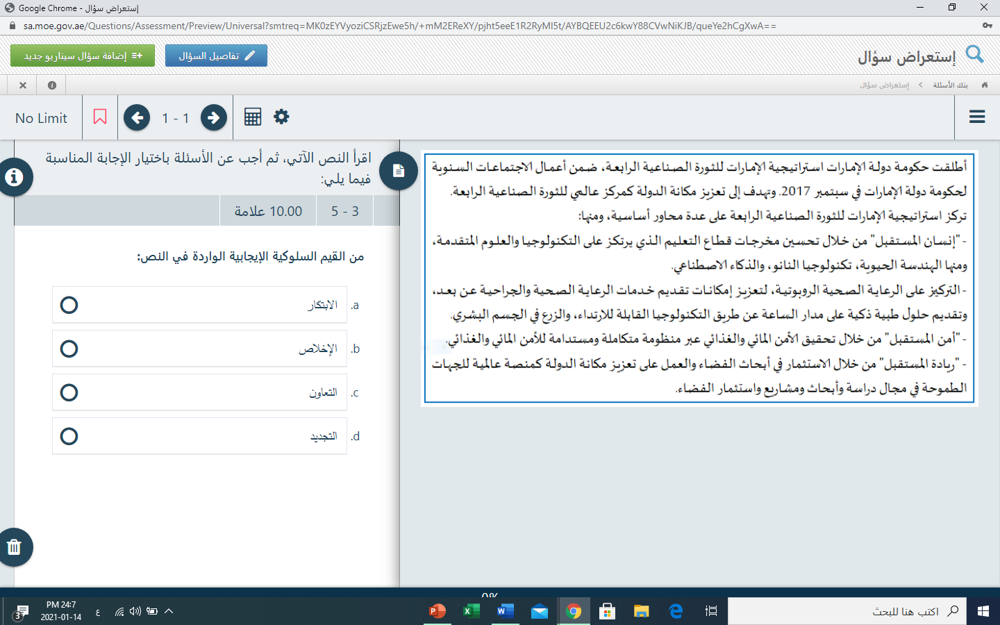 إستعراض سؤال - Google Chrome
sa.moe.gov.ae/Questions/Assessment/Preview/Universal?smtreq=MK0zEYVyoziCSRjzEwe5h/+mM2EReXY/pjht5eeE1R2RyMI5t/AYBQEEU2c6kwY88CVwNiKJB/queYe2hCgXwA==
إستعراض سؤال
تفاصيل السؤال
إضافة سؤال سيناريو جديد
بنك الأسئلة > إستعراض سؤال
No Limit
1 - 1
أطلقت حكومة دولة الإمارات استراتيجية الإمارات للثورة الصناعية الرابعة، ضمن أعمال الاجتماعات السنوية
لحكومة دولة الإمارات في سبتمبر 2017. وتهدف إلى تعزيز مكانة الدولة كمركز عالمي للثورة الصناعية الرابعة.
تركز استراتيجية الإمارات للثورة الصناعية الرابعة على عدة محاور أساسية، ومنها:
- "إنسان المستقبل" من خلال تحسين مخرجات قطاع التعليم الذي يرتكز على التكنولوجيا والعلوم المتقدمة،
ومنها الهندسة الحيوية، تكنولوجيا النانو، والذكاء الاصطناعي.
- التركيز على الرعاية الصحية الروبوتية، لتعزيز إمكانات تقديم خدمات الرعاية الصحية والجراحية عن بعد،
وتقديم حلول طبية ذكية على مدار الساعة عن طريق التكنولوجيا القابلة للارتداء، والزرع في الجسم البشري.
- "أمن المستقبل" من خلال تحقيق الأمن المائي والغذائي عبر منظومة متكاملة ومستدامة للأمن المائي والغذائي.
- "ريادة المستقبل" من خلال الاستثمار في أبحاث الفضاء والعمل على تعزيز مكانة الدولة كمنصة عالمية للجهات
الطموحة في مجال دراسة وأبحاث ومشاريع واستثمار الفضاء.
اقرأ النص الآتي، ثم أجب عن الأسئلة باختيار الإجابة المناسبة
فيما يلي:
5 - 3
10.00 علامة
من القيم السلوكية الإيجابية الواردة في النص:
a. الابتكار
b. الإخلاص
c. التعاون
d. التجديد
0%
اكتب هنا للبحث
ع
PM 24:7
2021-01-14
3